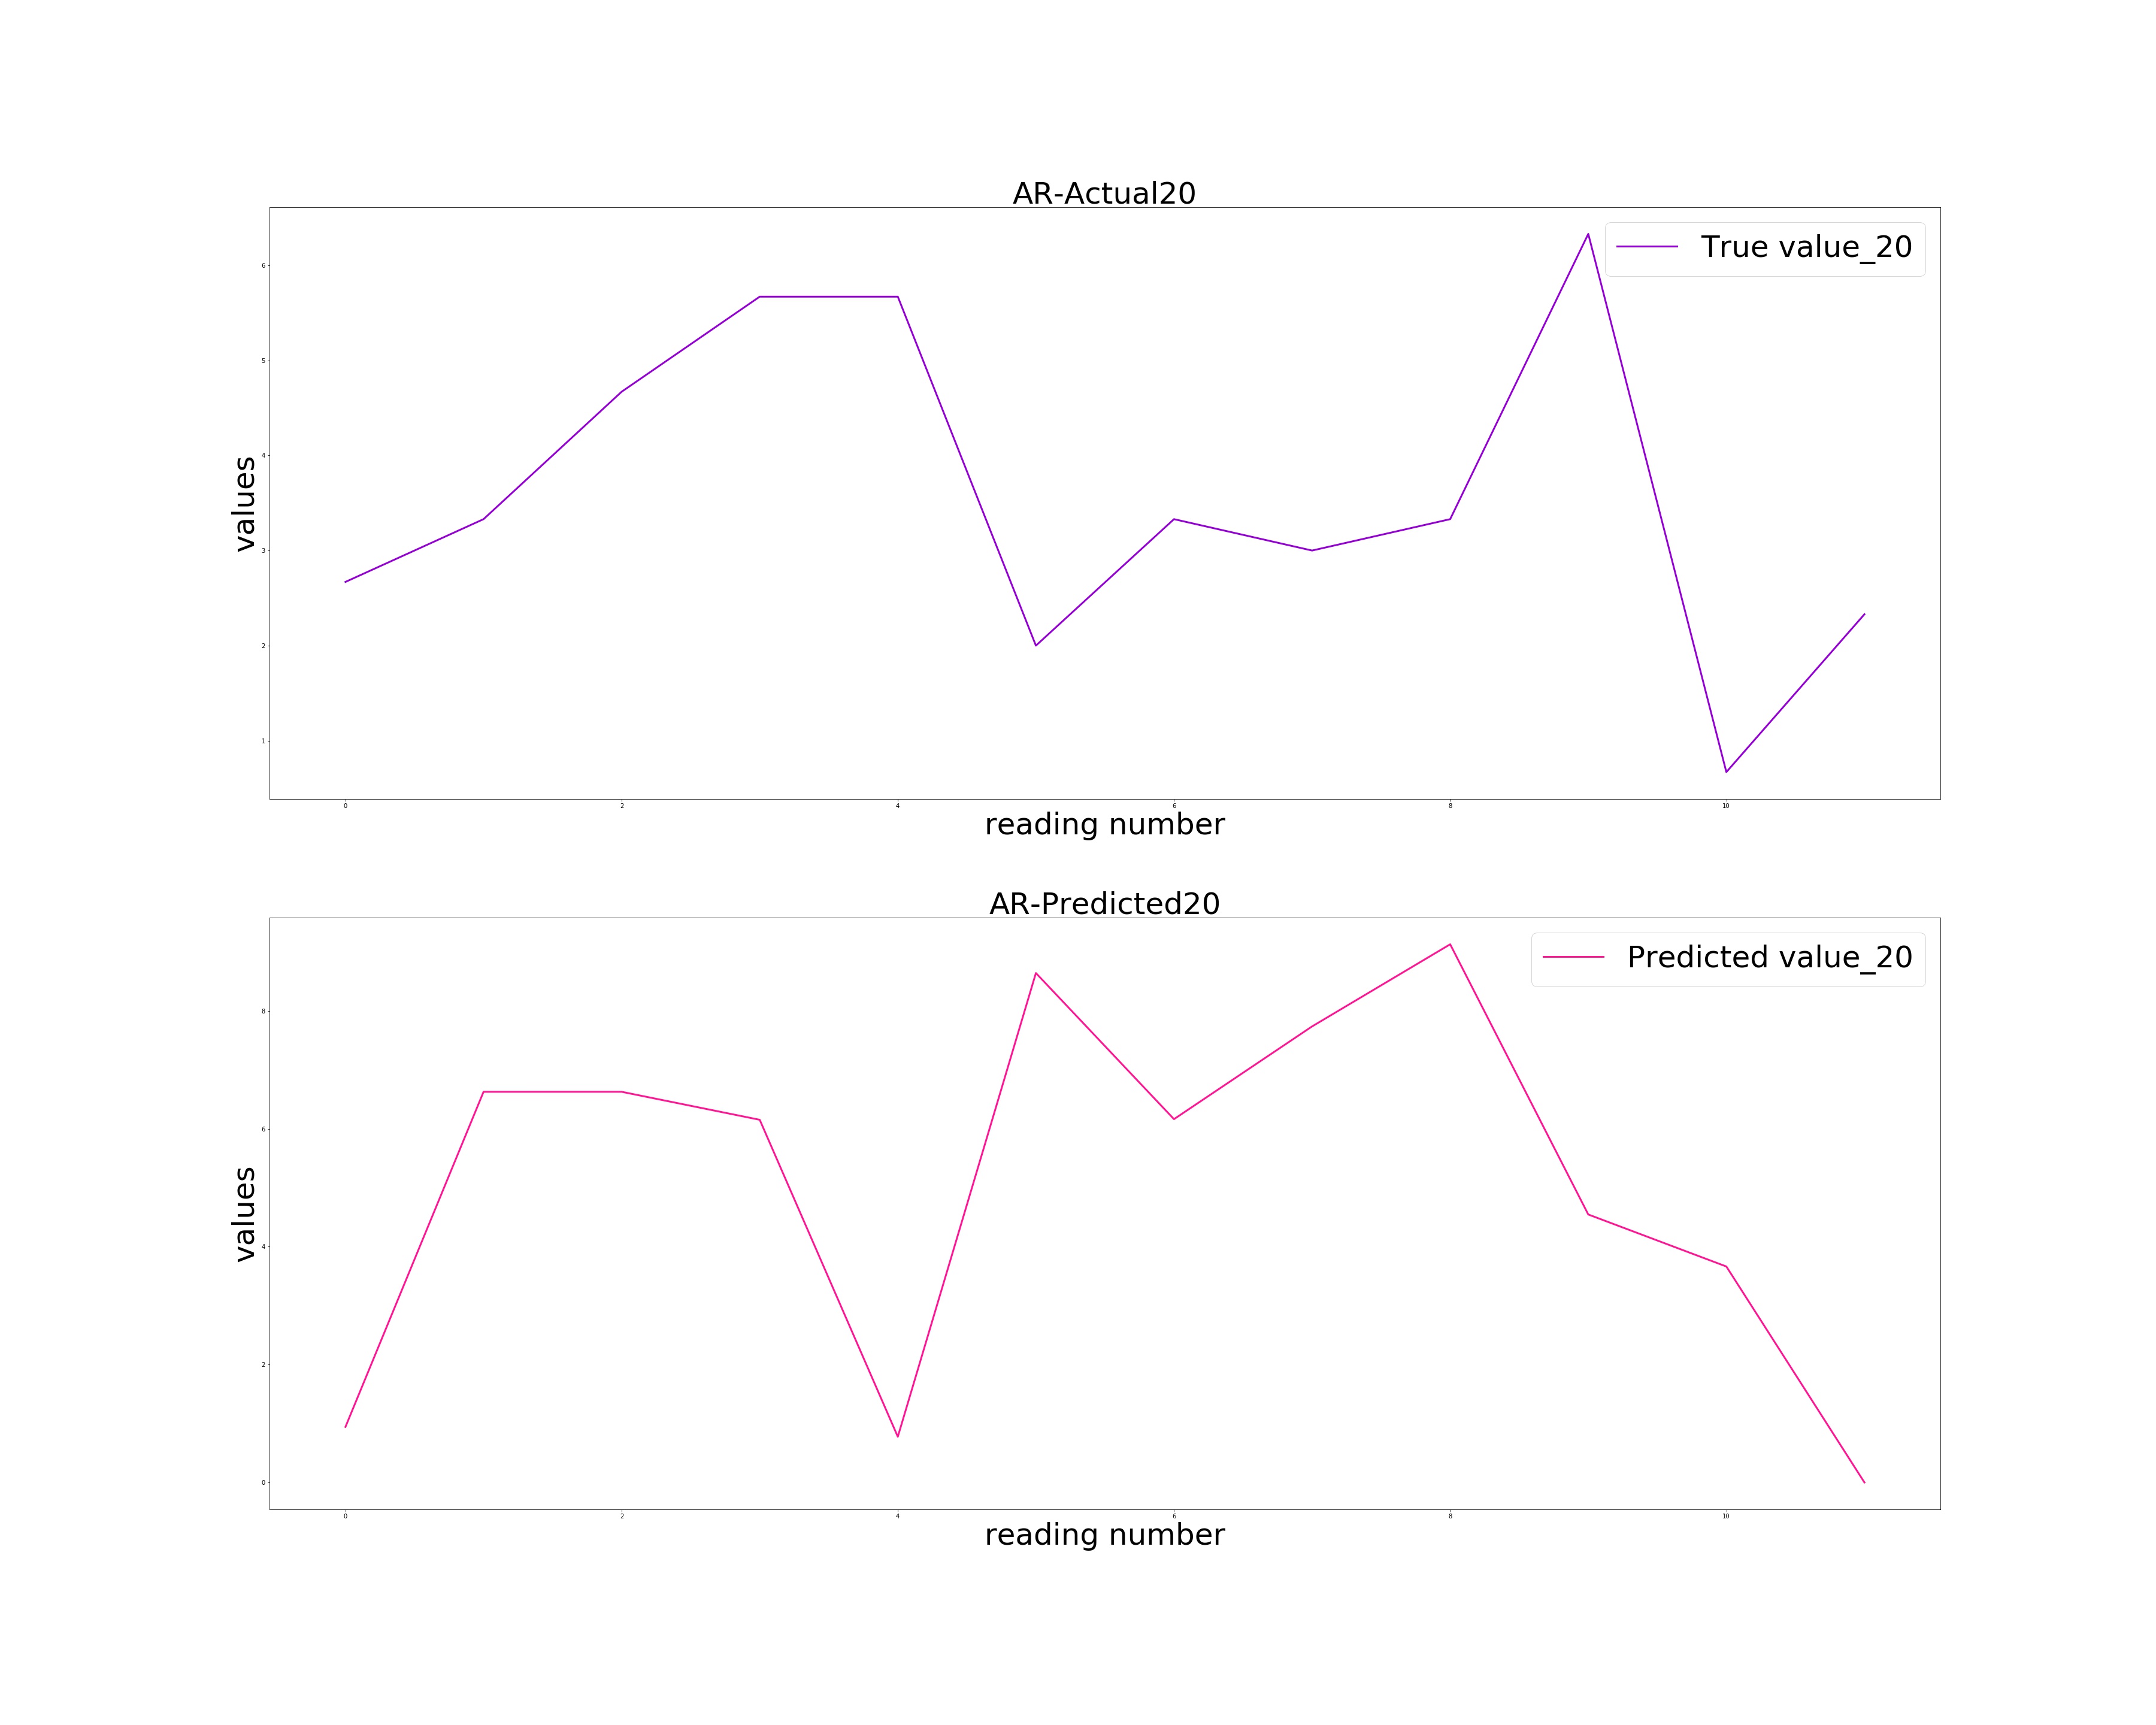 AR-Actual20
True value_20
values
6
5
4
3
2
1
0 2 4 6 8 10
reading number
AR-Predicted20
Predicted value_20
values
8
6
4
2
0
0 2 4 6 8 10
reading number